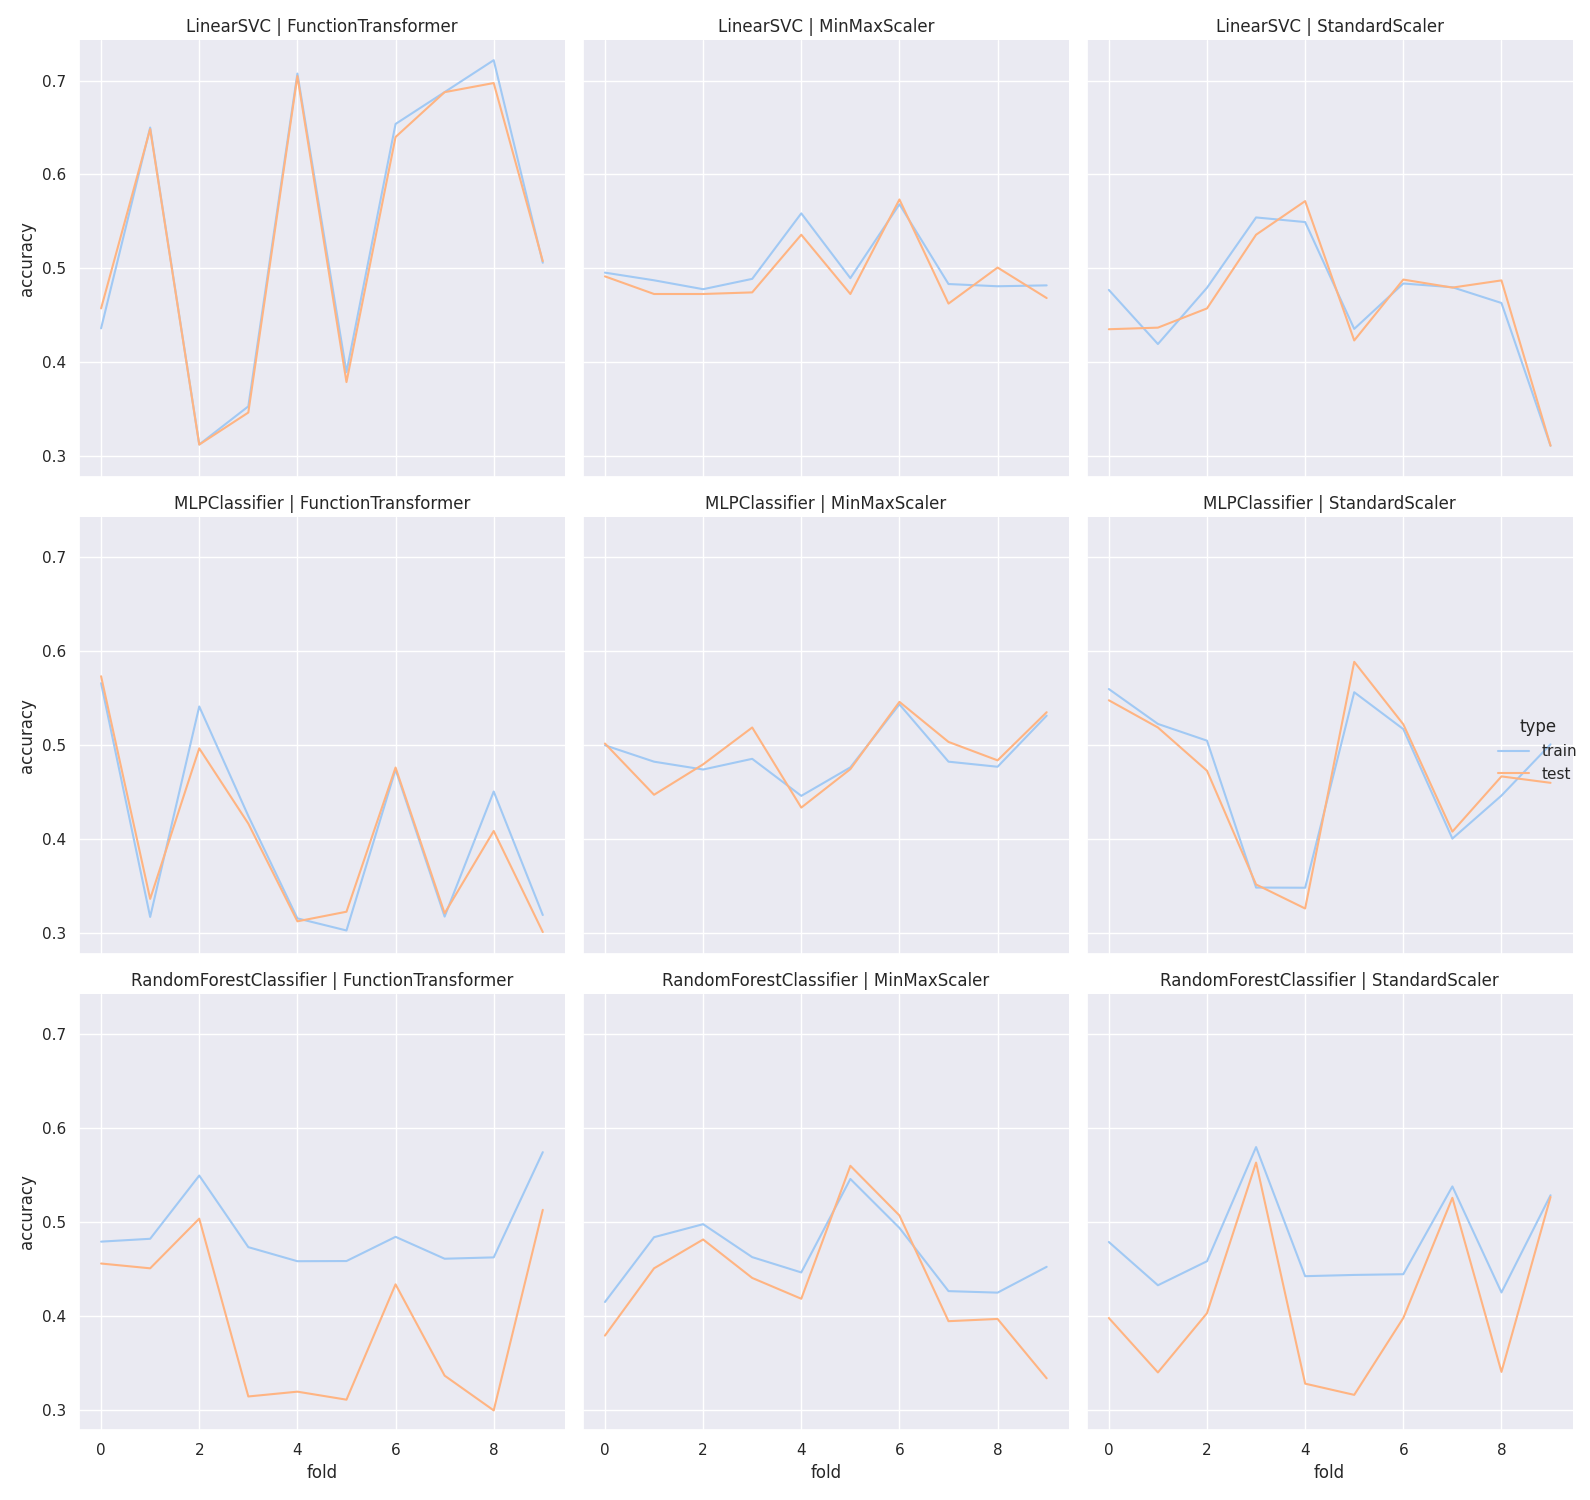 LinearSVC | FunctionTransformer
LinearSVC | MinMaxScaler
LinearSVC | StandardScaler
0.7
0.6
0.5
0.4
0.3
accuracy
MLPClassifier | FunctionTransformer
MLPClassifier | MinMaxScaler
MLPClassifier | StandardScaler
0.7
0.6
0.5
0.4
0.3
accuracy
type
train
test
RandomForestClassifier | FunctionTransformer
RandomForestClassifier | MinMaxScaler
RandomForestClassifier | StandardScaler
0.7
0.6
0.5
0.4
0.3
accuracy
0 2 4 6 8
fold
0 2 4 6 8
fold
0 2 4 6 8
fold